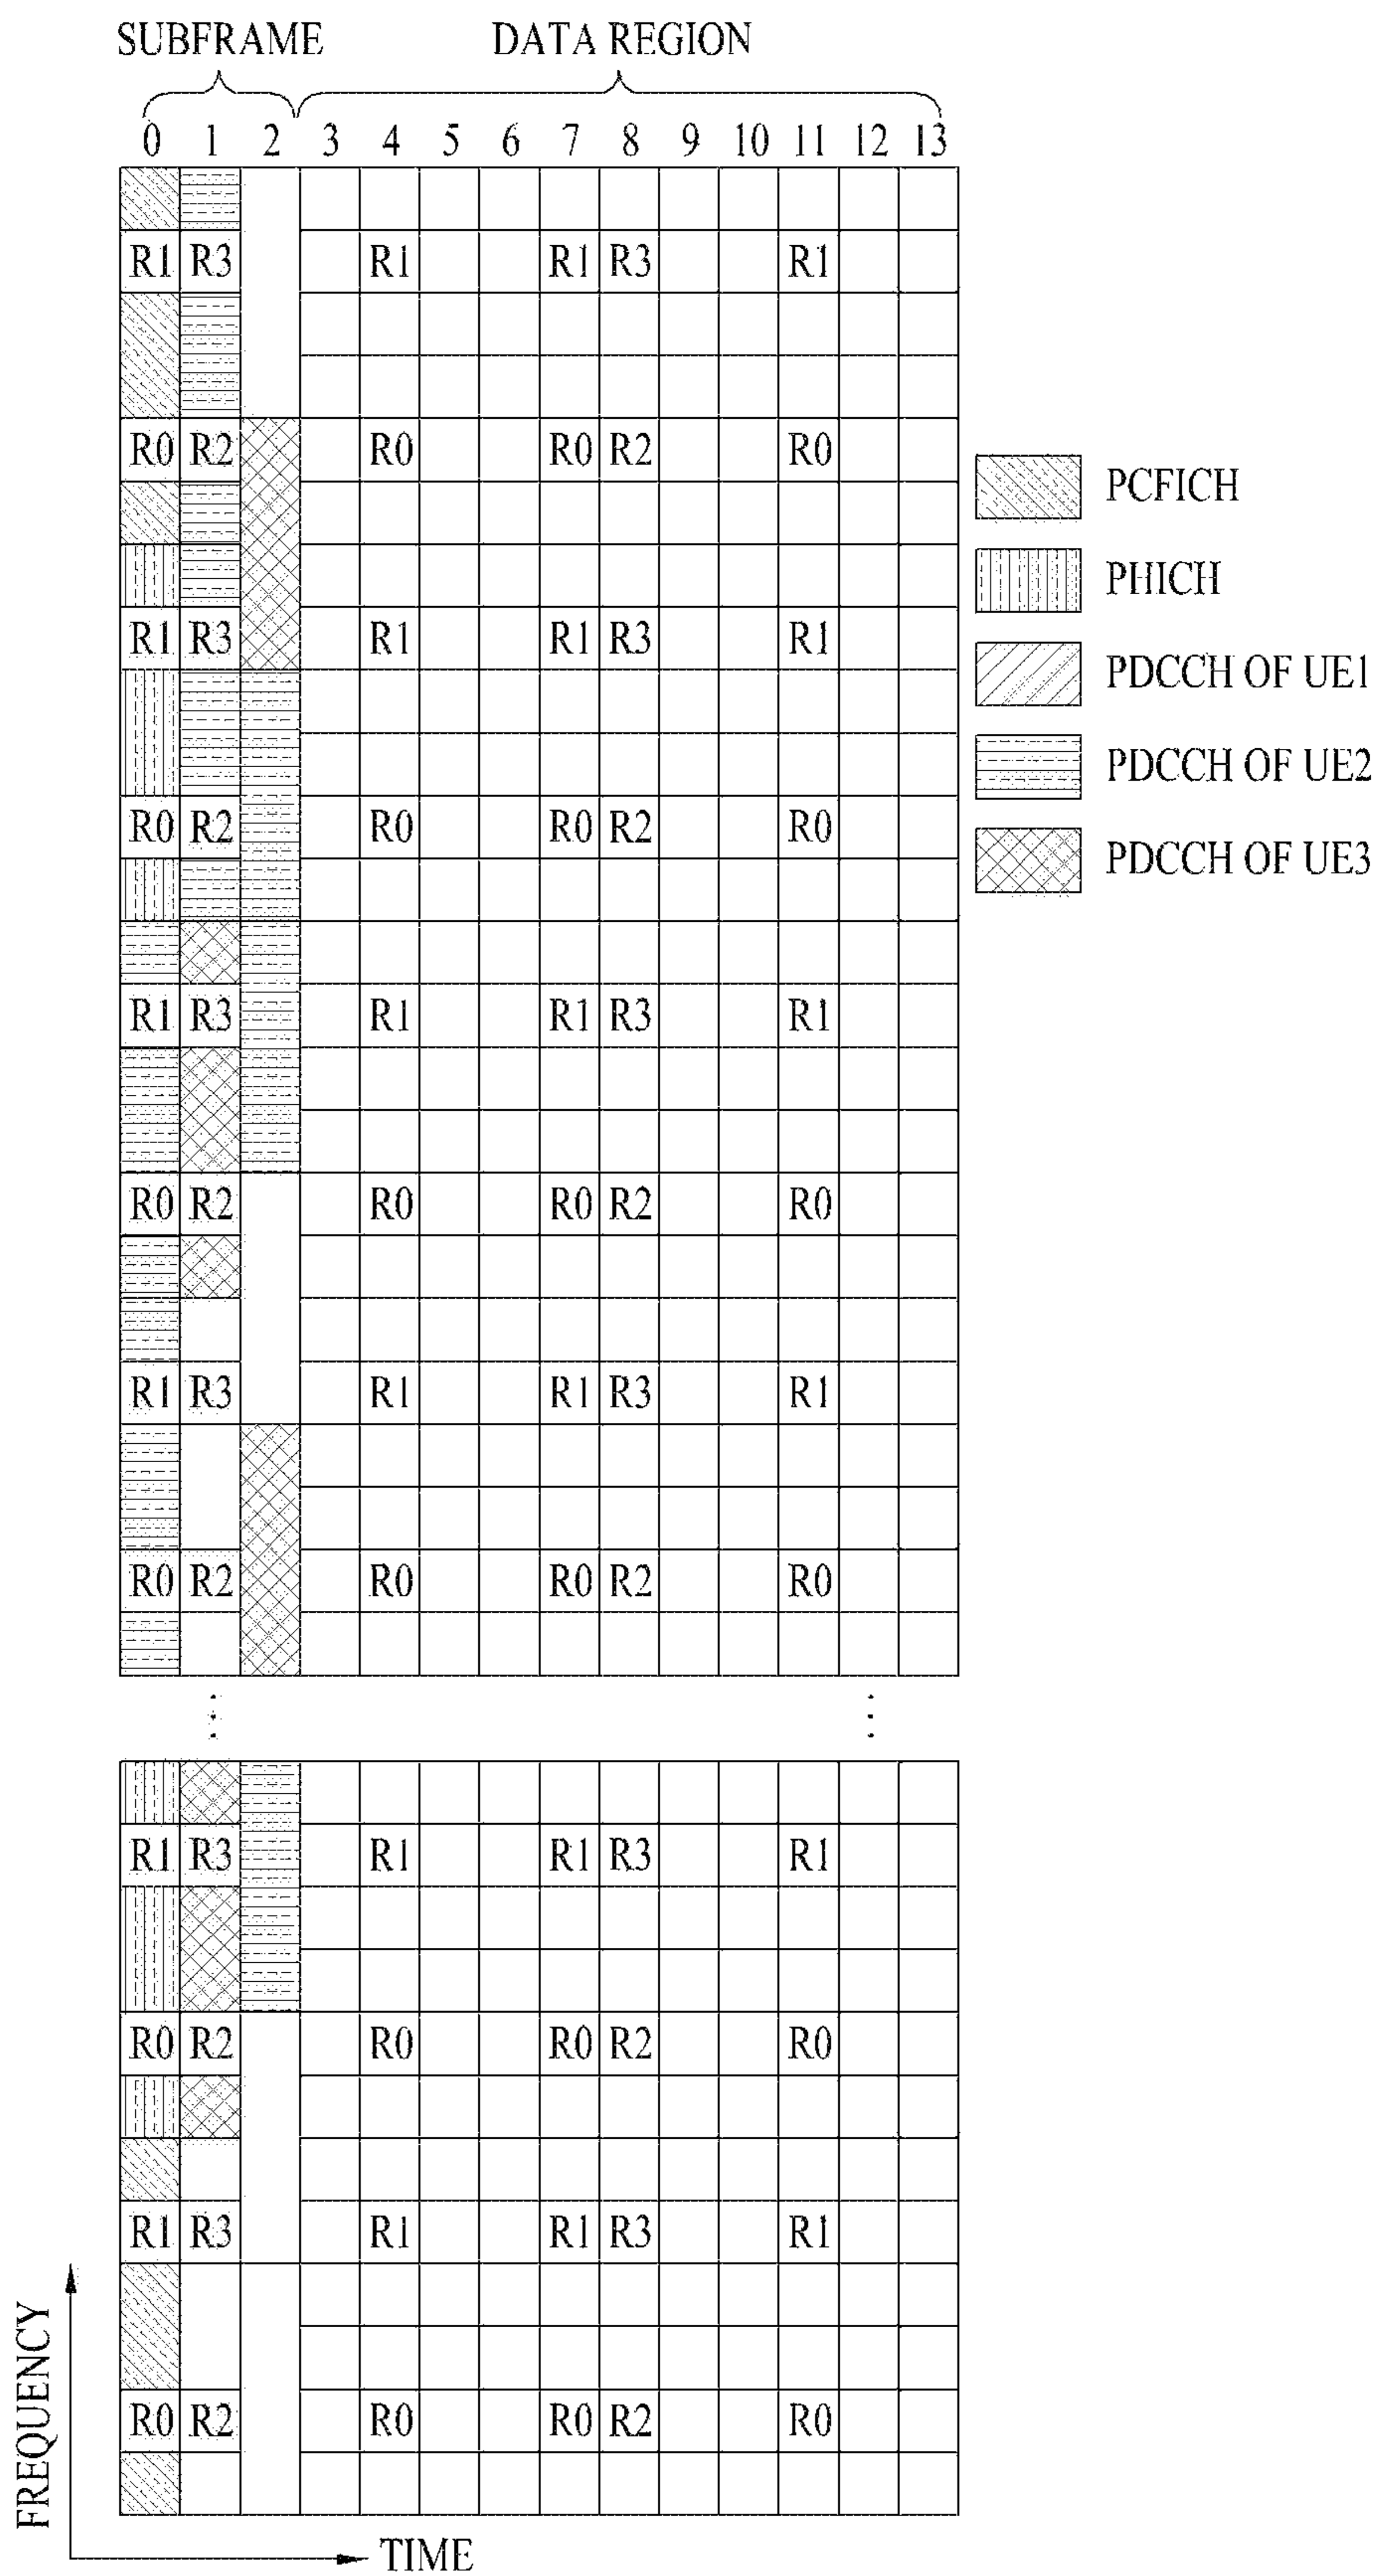 SUBFRAME DATA REGION
0 1 2 3 4 5 6 7 8 9 10 11 12 13
R1 R3 R1 R1 R3 R1
R0 R2 R0 R0 R2 R0
PCFICH
PHICH
R1 R3 R1 R1 R3 R1
PDCCH OF UE1
PDCCH OF UE2
R0 R2 R0 R0 R2 R0
PDCCH OF UE3
R1 R3 R1 R1 R3 R1
R0 R2 R0 R0 R2 R0
R1 R3 R1 R1 R3 R1
R0 R2 R0 R0 R2 R0
R1 R3 R1 R1 R3 R1
R0 R2 R0 R0 R2 R0
R1 R3 R1 R1 R3 R1
R0 R2 R0 R0 R2 R0
FREQUENCY
TIME